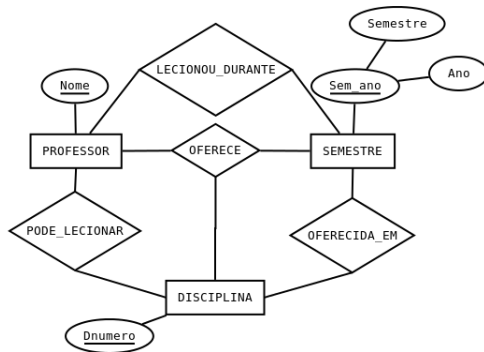 Semestre
LECIONOU_DURANTE
Nome
Sem_ano
Ano
PROFESSOR
OFERECE
SEMESTRE
PODE_LECIONAR
OFERECIDA_EM
DISCIPLINA
Dnumero